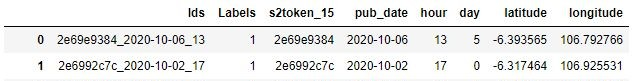 Ids Labels s2token_15 pub_date hour day latitude longitude
0 2e69e9384_2020-10-06_13 1 2e69e9384 2020-10-06 13 5 -6.393565 106.792766
1 2e6992c7c_2020-10-02_17 1 2e6992c7c 2020-10-02 17 0 -6.317464 106.925531